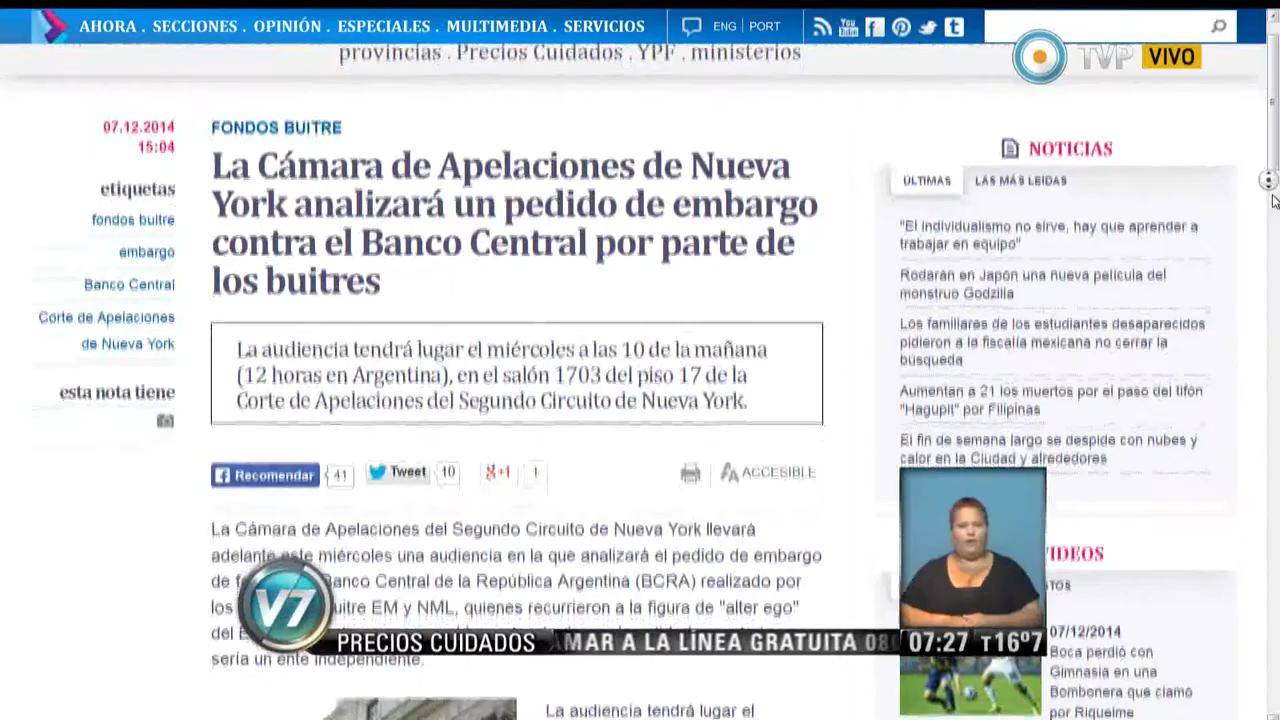 AHORA . SECCIONES . OPINIÓN . ESPECIALES . MULTIMEDIA . SERVICIOS
ENG | PORT
provincias . Precios Cuidados . YPF . ministerios
TVP
VIVO
07.12.2014
15:04
etiquetas
fondos buitre
embargo
Banco Central
Corte de Apelaciones
de Nueva York
esta nota tiene
FONDOS BUITRE
La Cámara de Apelaciones de Nueva
York analizará un pedido de embargo
contra el Banco Central por parte de
los buitres
La audiencia tendrá lugar el miércoles a las 10 de la mañana
(12 horas en Argentina), en el salón 1703 del piso 17 de la
Corte de Apelaciones del Segundo Circuito de Nueva York.
Recomendar 41
Tweet 10
g+1 1
ACCESIBLE
La Cámara de Apelaciones del Segundo Circuito de Nueva York llevará
adelante este miércoles una audiencia en la que analizará el pedido de embargo
de Banco Central de la República Argentina (BCRA) realizado por
los uitre EM y NML, quienes recurrieron a la figura de "alter ego"
del
sería un ente independiente.
La audiencia tendrá lugar el
NOTICIAS
ÚLTIMAS
LAS MÁS LEÍDAS
"El individualismo no sirve, hay que aprender a
trabajar en equipo"
Rodarán en Japón una nueva película del
monstruo Godzilla
Los familiares de los estudiantes desaparecidos
pidieron a la fiscalía mexicana no cerrar la
búsqueda
Aumentan a 21 los muertos por el paso del tifón
"Hagupit" por Filipinas
El fin de semana largo se despide con nubes y
calor en la Ciudad y alrededores
VIDEOS
TOS
07/12/2014
Boca perdió con
Gimnasia en una
Bombonera que clamó
por Riquelme
V7
PRECIOS CUIDADOS
AMAR A LA LÍNEA GRATUITA 08
07:27 T16º7